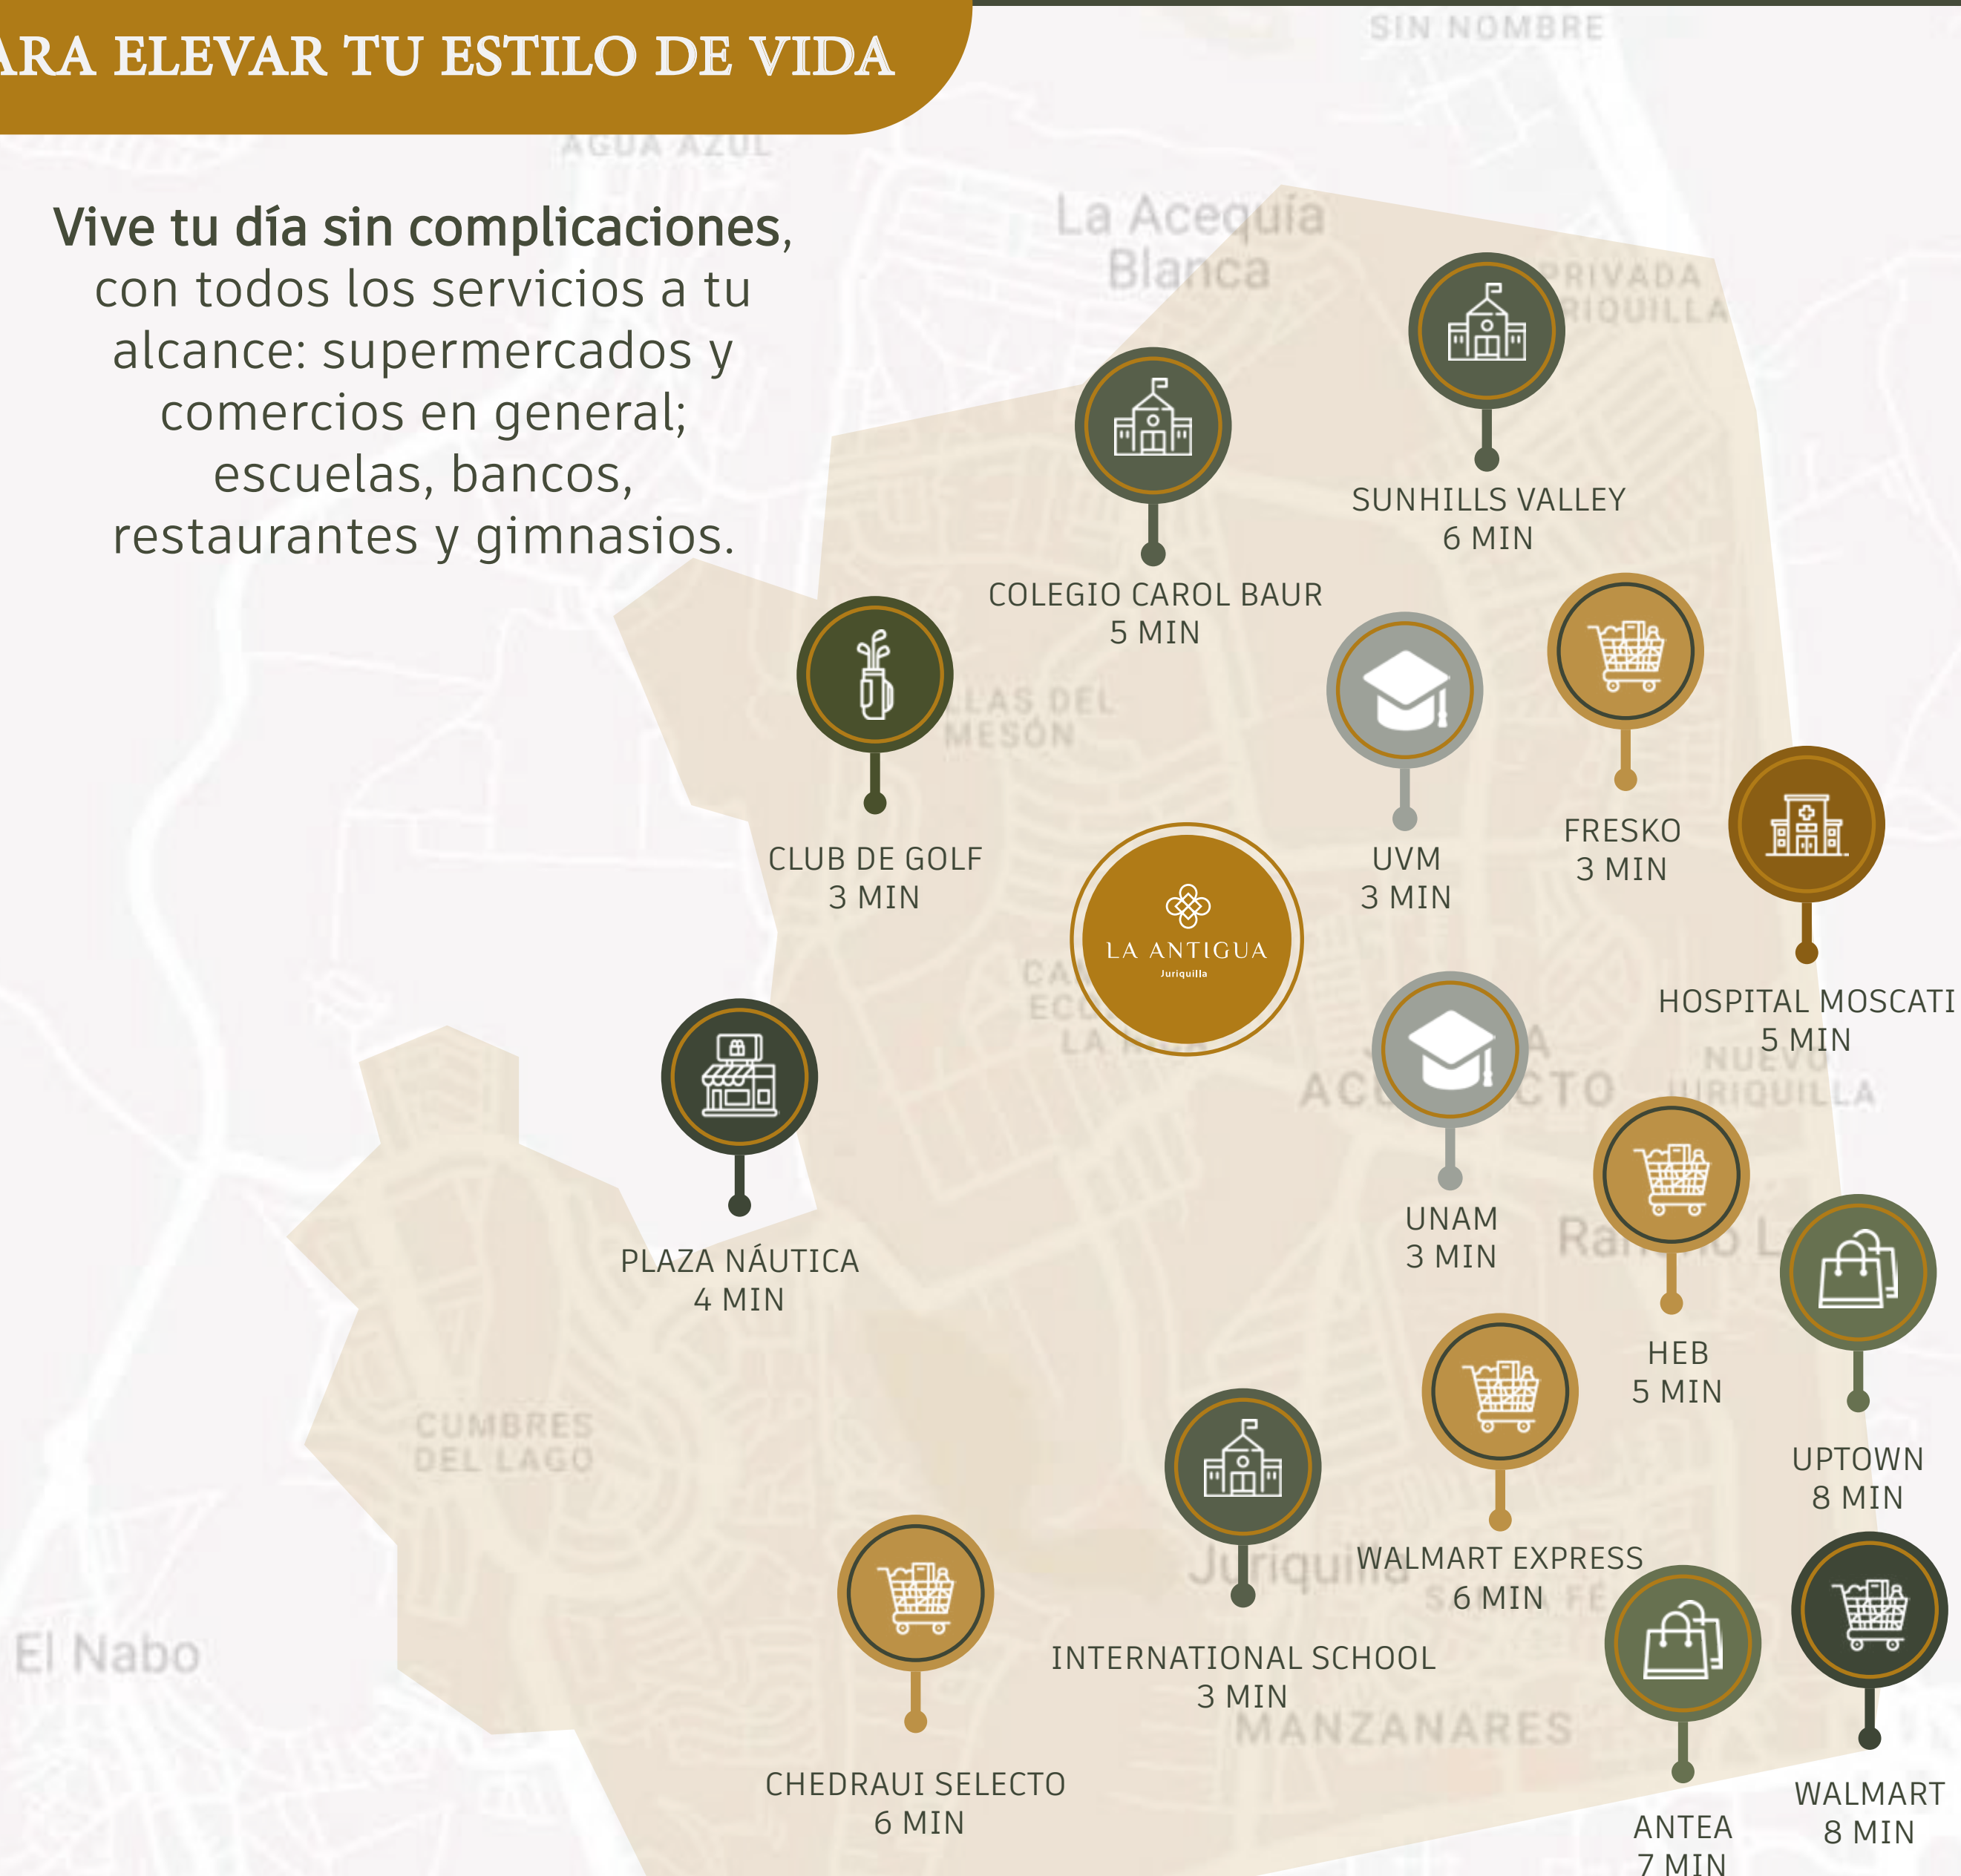 ARA ELEVAR TU ESTILO DE VIDA
SIN NOMBRE
AGUA AZUL
Vive tu día sin complicaciones,
con todos los servicios a tu
alcance: supermercados y
comercios en general;
escuelas, bancos,
restaurantes y gimnasios.
La Acequía
Blanca
PRIVADA
RIQUILLA
SUNHILLS VALLEY
6 MIN
COLEGIO CAROL BAUR
5 MIN
LLAS DEL
MESÓN
CLUB DE GOLF
3 MIN
UVM
3 MIN
FRESKO
3 MIN
LA ANTIGUA
Juriquilla
HOSPITAL MOSCATI
5 MIN
NUEVO
JURIQUILLA
UNAM
3 MIN
PLAZA NÁUTICA
4 MIN
HEB
5 MIN
UPTOWN
8 MIN
CUMBRES
DEL LAGO
Juriquilla
WALMART EXPRESS
6 MIN
El Nabo
INTERNATIONAL SCHOOL
3 MIN
MANZANARES
CHEDRAUI SELECTO
6 MIN
ANTEA
7 MIN
WALMART
8 MIN